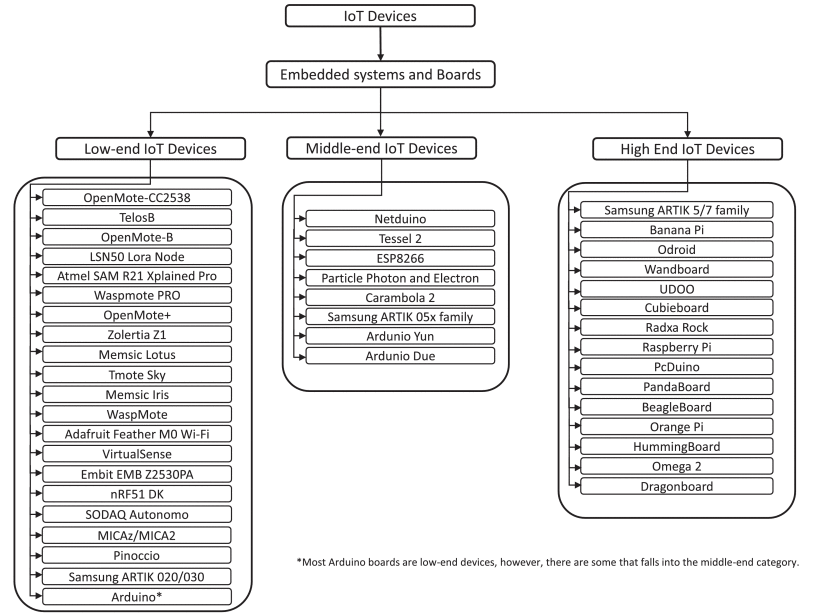 IoT Devices
Embedded systems and Boards
Low-end IoT Devices
OpenMote-CC2538
TelosB
OpenMote-B
LSN50 Lora Node
Atmel SAM R21 Xplained Pro
Waspmote PRO
OpenMote+
Zolertia Z1
Memsic Lotus
Tmote Sky
Memsic Iris
WaspMote
Adafruit Feather M0 Wi-Fi
VirtualSense
Embit EMB Z2530PA
nRF51 DK
SODAQ Autonomo
MICAz/MICA2
Pinoccio
Samsung ARTIK 020/030
Arduino*
Middle-end IoT Devices
Netduino
Tessel 2
ESP8266
Particle Photon and Electron
Carambola 2
Samsung ARTIK 05x family
Ardunio Yun
Ardunio Due
High End IoT Devices
Samsung ARTIK 5/7 family
Banana Pi
Odroid
Wandboard
UDOO
Cubieboard
Radxa Rock
Raspberry Pi
PcDuino
PandaBoard
BeagleBoard
Orange Pi
HummingBoard
Omega 2
Dragonboard
*Most Arduino boards are low-end devices, however, there are some that falls into the middle-end category.